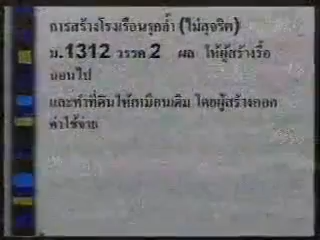 การสร้างโรงเรือนรุกล้ำ (ไม่สุจริต)
ม.1312 วรรค 2 ผล ให้ผู้สร้างรื้อ
ถอนไป
และทำที่ดินให้เหมือนเดิม โดยผู้สร้างออก
ค่าใช้จ่าย